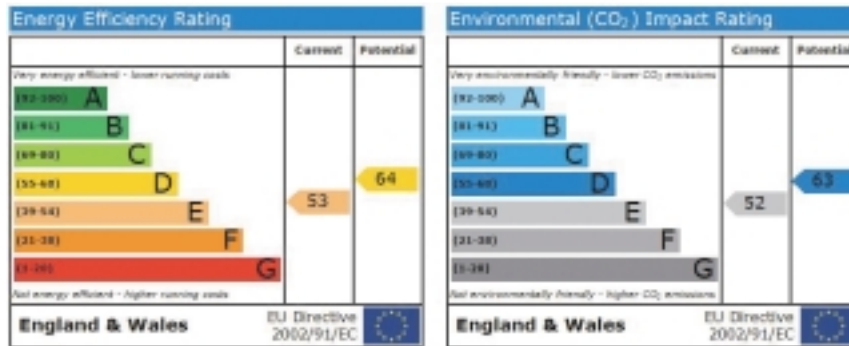 Energy Efficiency Rating
Current Potential
Very energy efficient - lower running costs
(92-100) A
(81-91) B
(69-80) C
(55-68) D
(39-54) E
(21-38) F
(1-20) G
53
64
Not energy efficient - higher running costs
England & Wales
EU Directive
2002/91/EC
Environmental (CO₂) Impact Rating
Current Potential
Very environmentally friendly - lower CO₂ emissions
(92-100) A
(81-91) B
(69-80) C
(55-68) D
(39-54) E
(21-38) F
(1-20) G
52
63
Not environmentally friendly - higher CO₂ emissions
England & Wales
EU Directive
2002/91/EC